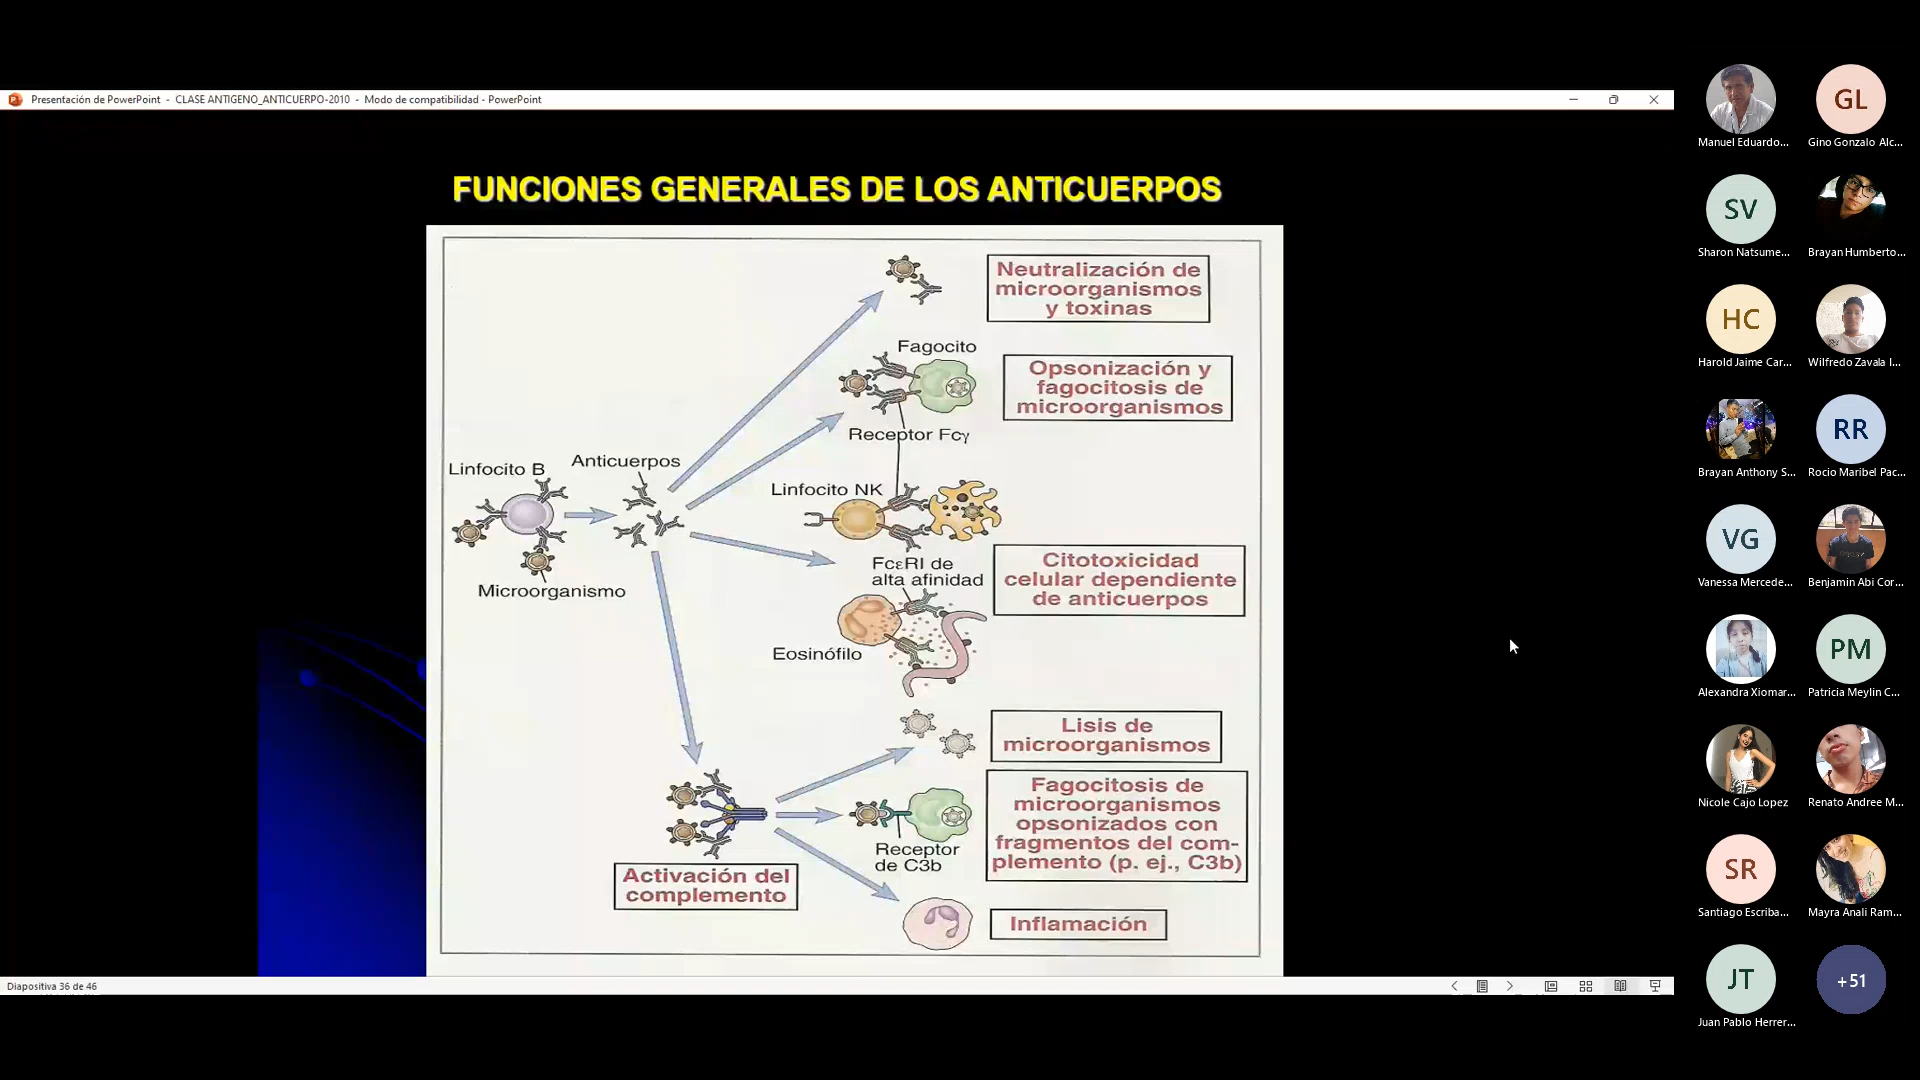 Presentación de PowerPoint - CLASE ANTIGENO_ANTICUERPO-2010 - Modo de compatibilidad - PowerPoint
FUNCIONES GENERALES DE LOS ANTICUERPOS
Neutralización de
microorganismos
y toxinas
Fagocito
Opsonización y
fagocitosis de
microorganismos
Receptor Fcγ
Linfocito B
Anticuerpos
Linfocito NK
Microorganismo
FcεRI de
alta afinidad
Citotoxicidad
celular dependiente
de anticuerpos
Eosinófilo
Lisis de
microorganismos
Fagocitosis de
microorganismos
opsonizados con
fragmentos del com-
plemento (p. ej., C3b)
Receptor
de C3b
Activación del
complemento
Inflamación
Diapositiva 36 de 46
Manuel Eduardo...
GL
Gino Gonzalo Alc...
SV
Sharon Natsume...
Brayan Humberto...
HC
Harold Jaime Car...
Wilfredo Zavala I...
Brayan Anthony S...
RR
Rocio Maribel Pac...
VG
Vanessa Mercede...
Benjamin Abi Cor...
Alexandra Xiomar...
PM
Patricia Meylin C...
Nicole Cajo Lopez
Renato Andree M...
SR
Santiago Escriba...
Mayra Anali Ram...
JT
Juan Pablo Herrer...
+51